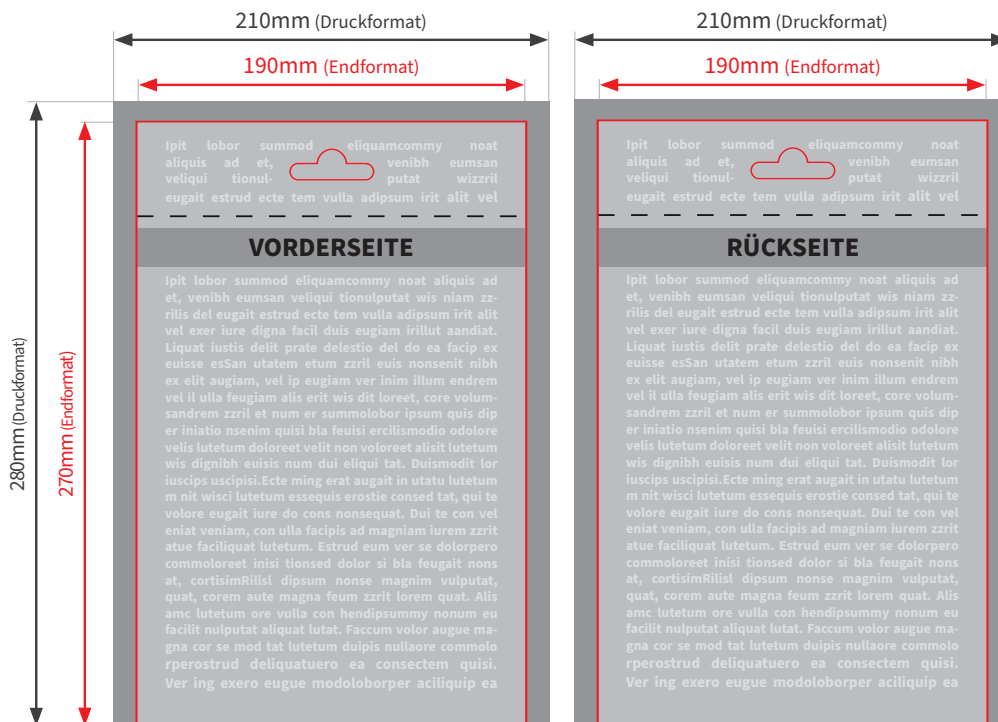 210mm (Druckformat)
190mm (Endformat)
280mm (Druckformat)
270mm (Endformat)
Ipit lobor summod eliquamcommy noat
aliquis ad et, venibh eumsan
veliqui tionul- putat wizzril
eugait estrud ecte tem vulla adipsum irit alit vel
VORDERSEITE
Ipit lobor summod eliquamcommy noat aliquis ad
et, venibh eumsan veliqui tionulputat wis niam zz-
rilis del eugait estrud ecte tem vulla adipsum irit alit
vel exer iure digna facil duis eugiam irillut aandiat.
Liquat iustis delit prate delestio del do ea facip ex
euisse esSan utatem etum zzril euis nonsenit nibh
ex elit augiam, vel ip eugiam ver inim illum endrem
vel il ulla feugiam alis erit wis dit loreet, core volum-
sandrem zzril et num er summolobor ipsum quis dip
er iniatio nsenim quisi bla feuisi ercilismodio odolore
velis lutetum doloreet velit non voloreet alisit lutetum
wis dignibh euisis num dui eliqui tat. Duismodit lor
iuscips uscipisi.Ecte ming erat augait in utatu lutetum
m nit wisci lutetum essequis erostie consed tat, qui te
volore eugait iure do cons nonsequat. Dui te con vel
eniat veniam, con ulla facipis ad magniam iurem zzrit
atue faciliquat lutetum. Estrud eum ver se dolorpero
commoloreet inisi tionsed dolor si bla feugait nons
at, cortisimRilisl dipsum nonse magnim vulputat,
quat, corem aute magna feum zzrit lorem quat. Alis
amc lutetum ore vulla con hendipsummy nonum eu
facilit nulputat aliquat lutat. Faccum volor augue ma-
gna cor se mod tat lutetum duipis nullaore commolo
rperostrud deliquatuero ea consectem quisi.
Ver ing exero eugue modoloborper aciliquip ea
210mm (Druckformat)
190mm (Endformat)
Ipit lobor summod eliquamcommy noat
aliquis ad et, venibh eumsan
veliqui tionul- putat wizzril
eugait estrud ecte tem vulla adipsum irit alit vel
RÜCKSEITE
Ipit lobor summod eliquamcommy noat aliquis ad
et, venibh eumsan veliqui tionulputat wis niam zz-
rilis del eugait estrud ecte tem vulla adipsum irit alit
vel exer iure digna facil duis eugiam irillut aandiat.
Liquat iustis delit prate delestio del do ea facip ex
euisse esSan utatem etum zzril euis nonsenit nibh
ex elit augiam, vel ip eugiam ver inim illum endrem
vel il ulla feugiam alis erit wis dit loreet, core volum-
sandrem zzril et num er summolobor ipsum quis dip
er iniatio nsenim quisi bla feuisi ercilismodio odolore
velis lutetum doloreet velit non voloreet alisit lutetum
wis dignibh euisis num dui eliqui tat. Duismodit lor
iuscips uscipisi.Ecte ming erat augait in utatu lutetum
m nit wisci lutetum essequis erostie consed tat, qui te
volore eugait iure do cons nonsequat. Dui te con vel
eniat veniam, con ulla facipis ad magniam iurem zzrit
atue faciliquat lutetum. Estrud eum ver se dolorpero
commoloreet inisi tionsed dolor si bla feugait nons
at, cortisimRilisl dipsum nonse magnim vulputat,
quat, corem aute magna feum zzrit lorem quat. Alis
amc lutetum ore vulla con hendipsummy nonum eu
facilit nulputat aliquat lutat. Faccum volor augue ma-
gna cor se mod tat lutetum duipis nullaore commolo
rperostrud deliquatuero ea consectem quisi.
Ver ing exero eugue modoloborper aciliquip ea